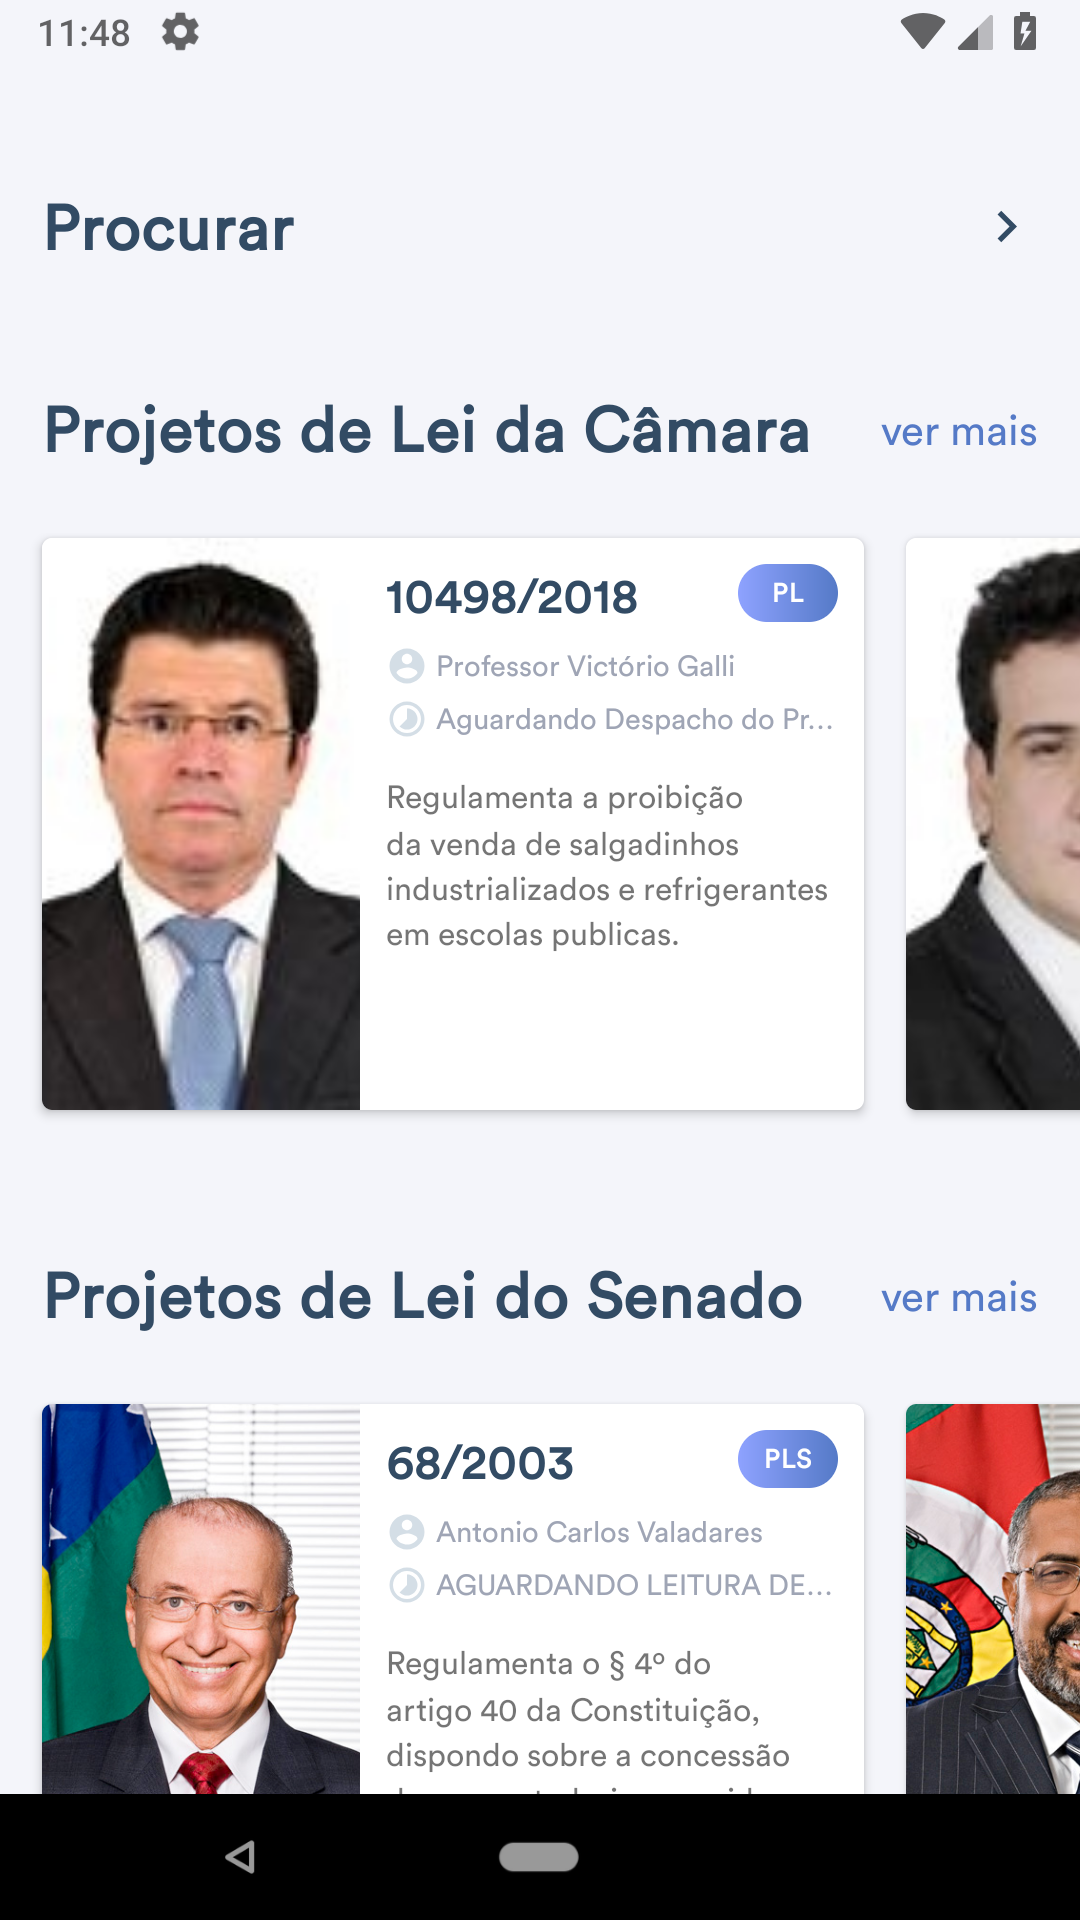 11:48
Procurar
Projetos de Lei da Câmara
ver mais
10498/2018
PL
Professor Victório Galli
Aguardando Despacho do Pr...
Regulamenta a proibição
da venda de salgadinhos
industrializados e refrigerantes
em escolas publicas.
Projetos de Lei do Senado
ver mais
68/2003
PLS
Antonio Carlos Valadares
AGUARDANDO LEITURA DE...
Regulamenta o § 4º do
artigo 40 da Constituição,
dispondo sobre a concessão